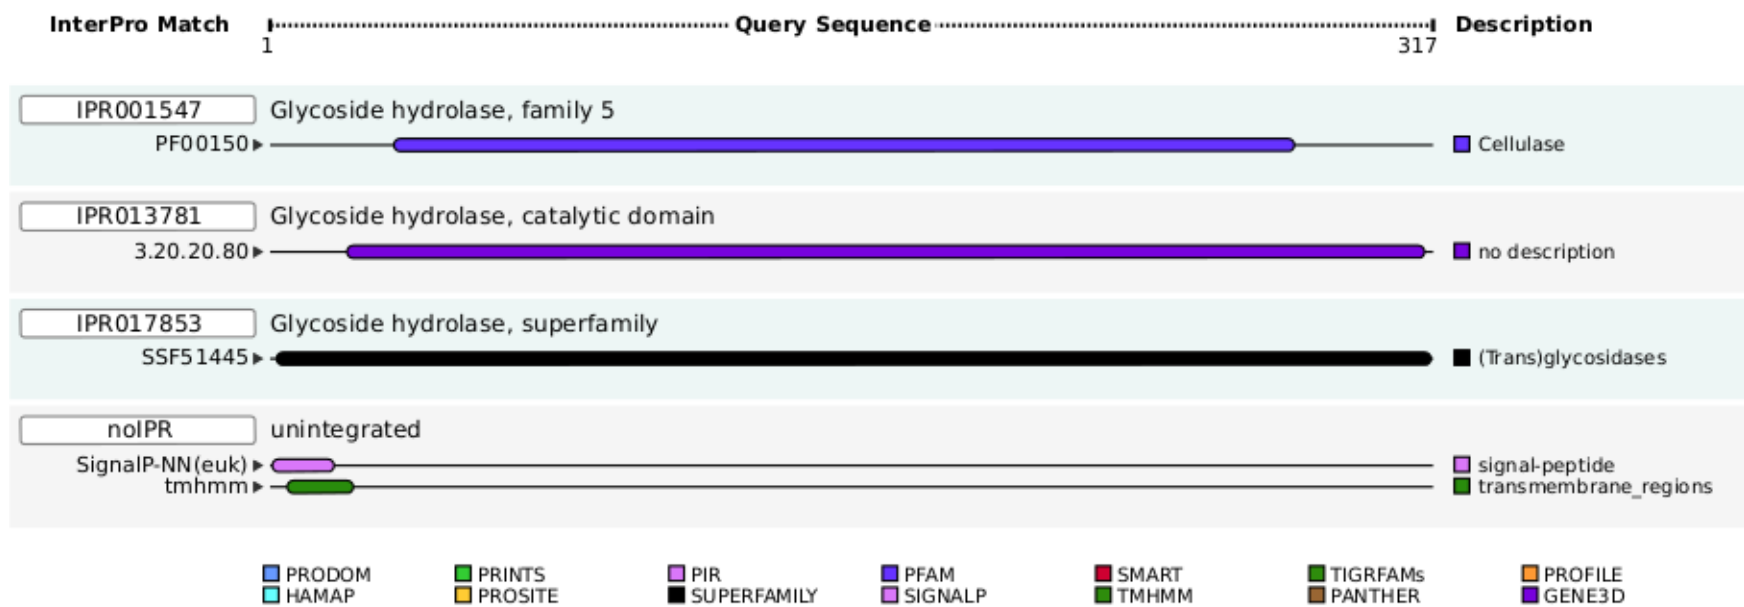 InterPro Match 1 Query Sequence 317 Description
IPR001547 Glycoside hydrolase, family 5
PF00150 Cellulase
IPR013781 Glycoside hydrolase, catalytic domain
3.20.20.80 no description
IPR017853 Glycoside hydrolase, superfamily
SSF51445 (Trans)glycosidases
noIPR unintegrated
SignalP-NN(euk) signal-peptide
tmhmm transmembrane_regions
PRODOM PRINTS PIR PFAM SMART TIGRFAMs PROFILE
HAMAP PROSITE SUPERFAMILY SIGNALP TMHMM PANTHER GENE3D